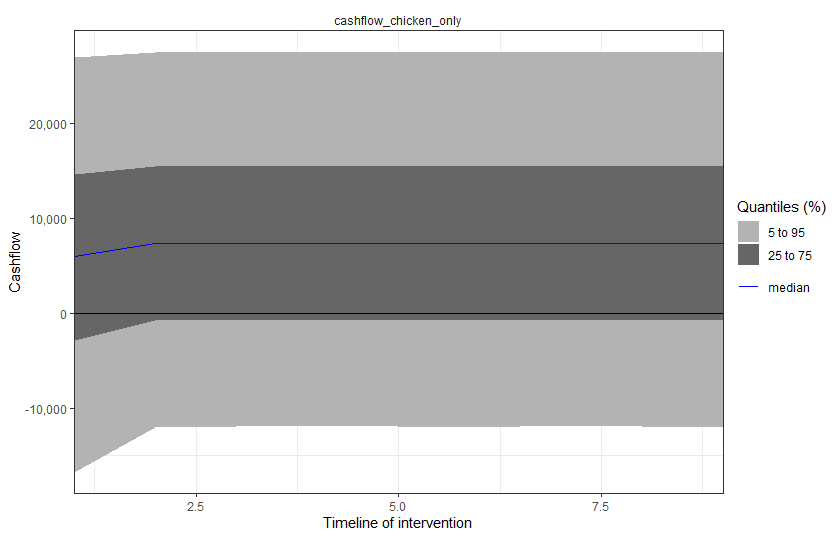 cashflow_chicken_only
Cashflow
20,000
10,000
0
-10,000
2.5
5.0
7.5
Timeline of intervention
Quantiles (%)
5 to 95
25 to 75
median